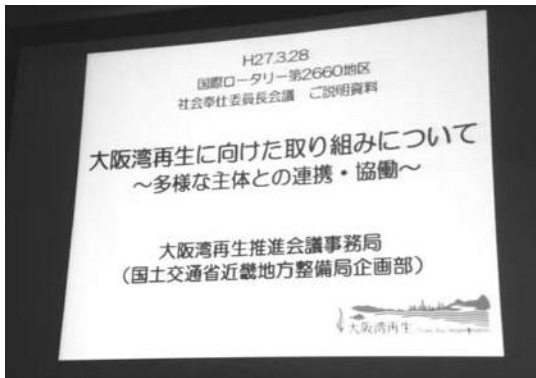 H27.3.28
国際ロータリー第2660地区
社会奉仕委員長会議 ご説明資料
大阪湾再生に向けた取り組みについて
～多様な主体との連携・協働～
大阪湾再生推進会議事務局
（国土交通省近畿地方整備局企画部）
大阪湾再生